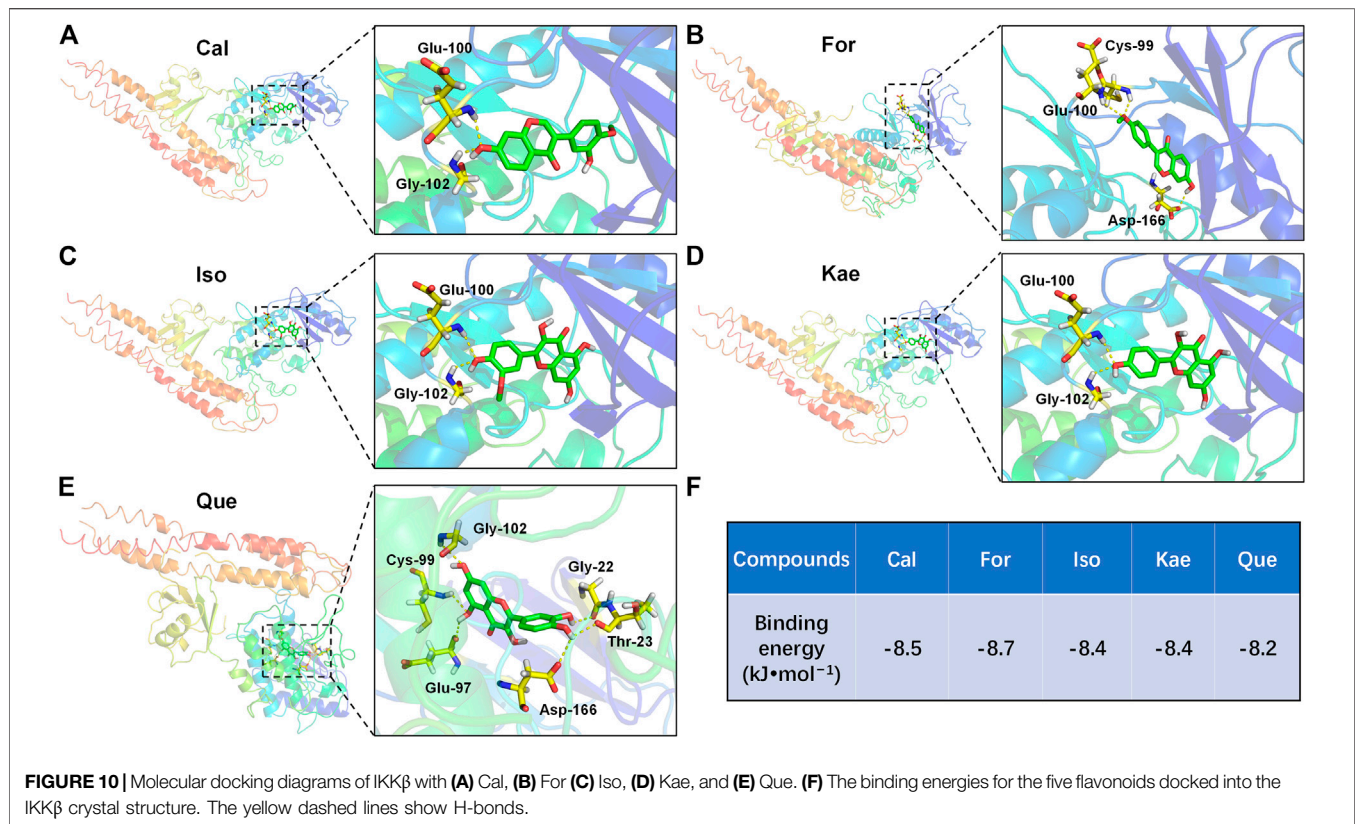 A
Cal
Glu-100
Gly-102
B
For
Cys-99
Glu-100
Asp-166
C
Iso
Glu-100
Gly-102
D
Kae
Glu-100
Gly-102
E
Que
Gly-102
Cys-99
Gly-22
Thr-23
Glu-97
Asp-166
F
Compounds Cal For Iso Kae Que
Binding
energy
(kJ•mol⁻¹) -8.5 -8.7 -8.4 -8.4 -8.2
FIGURE 10 | Molecular docking diagrams of IKKβ with (A) Cal, (B) For (C) Iso, (D) Kae, and (E) Que. (F) The binding energies for the five flavonoids docked into the
IKKβ crystal structure. The yellow dashed lines show H-bonds.